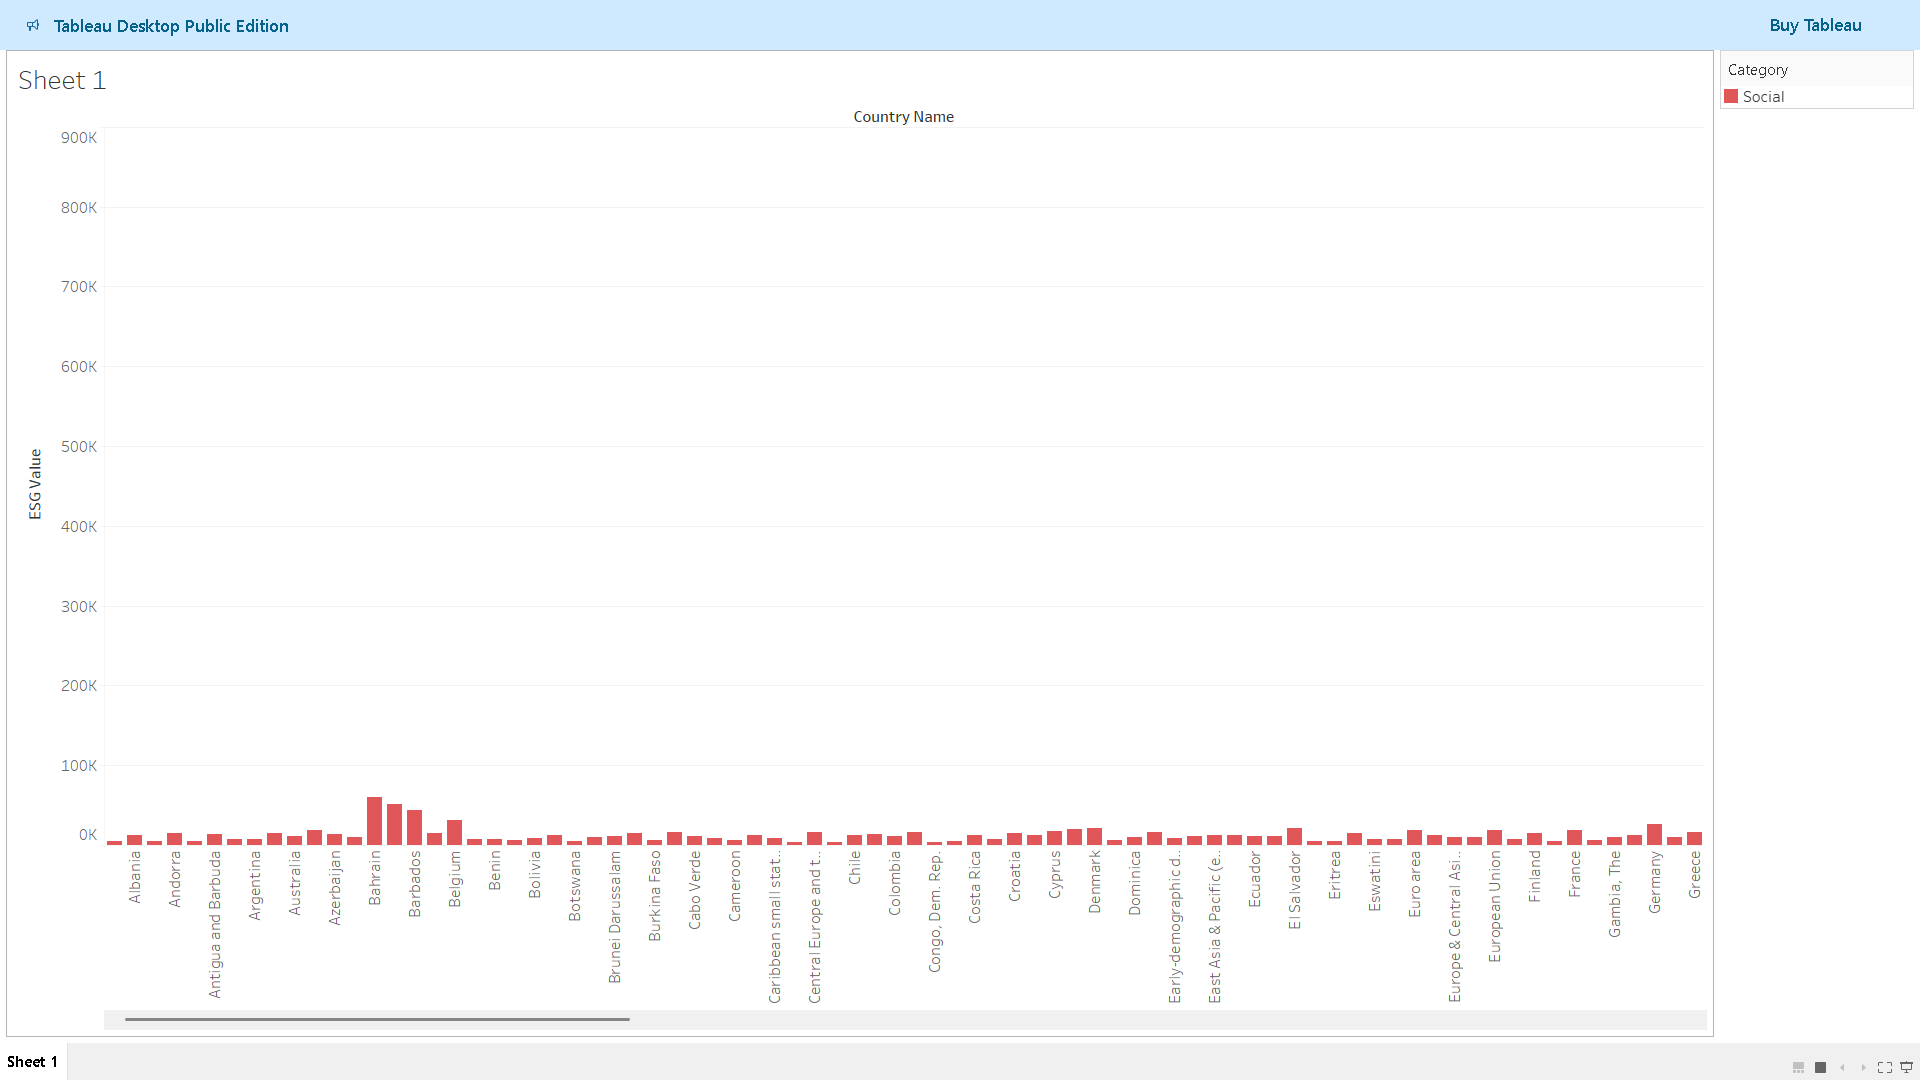 Tableau Desktop Public Edition
Buy Tableau
Sheet 1
Category
Social
Country Name
900K
800K
700K
600K
500K
400K
300K
200K
100K
0K
ESG Value
Albania
Andorra
Antigua and Barbuda
Argentina
Australia
Azerbaijan
Bahrain
Barbados
Belgium
Benin
Bolivia
Botswana
Brunei Darussalam
Burkina Faso
Cabo Verde
Cameroon
Caribbean small stat..
Central Europe and t..
Chile
Colombia
Congo, Dem. Rep.
Costa Rica
Croatia
Cyprus
Denmark
Dominica
Early-demographic d..
East Asia & Pacific (e..
Ecuador
El Salvador
Eritrea
Eswatini
Euro area
Europe & Central Asi..
European Union
Finland
France
Gambia, The
Germany
Greece
Sheet 1